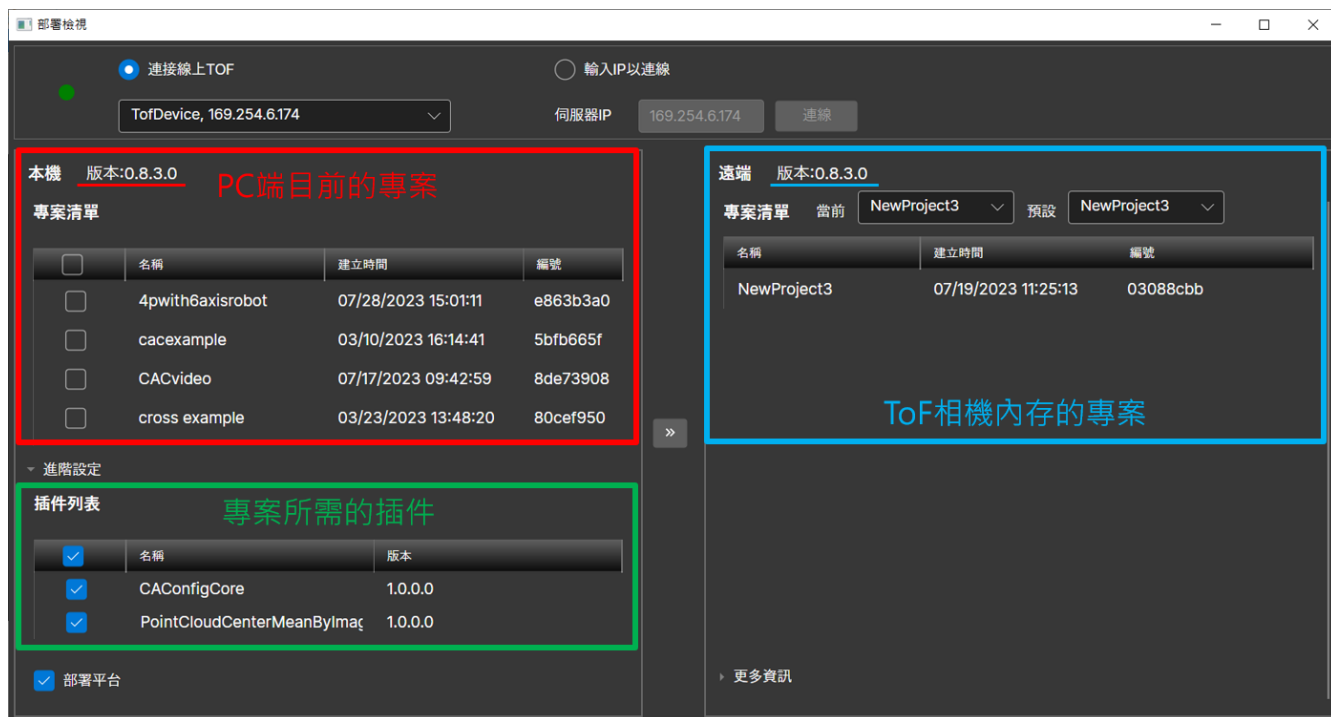 部署檢視
連接線上TOF
輸入IP以連線
TofDevice, 169.254.6.174
伺服器IP
169.254.6.174
連線
本機 版本:0.8.3.0
PC端目前的專案
專案清單
名稱 建立時間 編號
4pwith6axisrobot 07/28/2023 15:01:11 e863b3a0
cacexample 03/10/2023 16:14:41 5bfb665f
CACvideo 07/17/2023 09:42:59 8de73908
cross example 03/23/2023 13:48:20 80cef950
進階設定
插件列表
專案所需的插件
名稱 版本
CAConfigCore 1.0.0.0
PointCloudCenterMeanByImag 1.0.0.0
部署平台
»
遠端 版本:0.8.3.0
專案清單 當前 NewProject3 預設 NewProject3
名稱 建立時間 編號
NewProject3 07/19/2023 11:25:13 03088cbb
ToF相機內存的專案
更多資訊